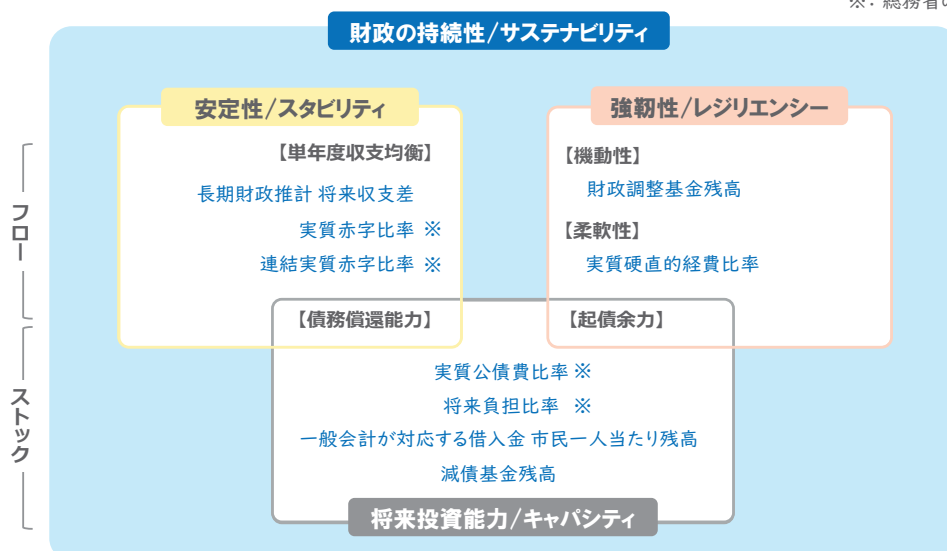 ※：総務省の
財政の持続性/サステナビリティ
安定性/スタビリティ
強靭性/レジリエンシー
【単年度収支均衡】
長期財政推計 将来収支差
実質赤字比率 ※
連結実質赤字比率 ※
【機動性】
財政調整基金残高
【柔軟性】
実質硬直的経費比率
フロー
【債務償還能力】
【起債余力】
実質公債費比率 ※
将来負担比率 ※
一般会計が対応する借入金 市民一人当たり残高
減債基金残高
ストック
将来投資能力/キャパシティ